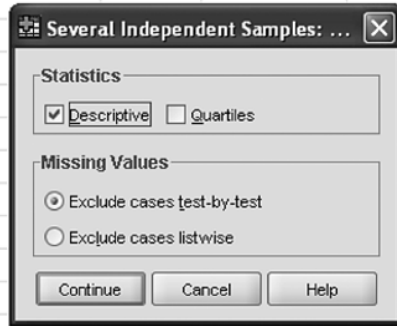 Several Independent Samples: ...
Statistics
Descriptive Quartiles
Missing Values
Exclude cases test-by-test
Exclude cases listwise
Continue Cancel Help